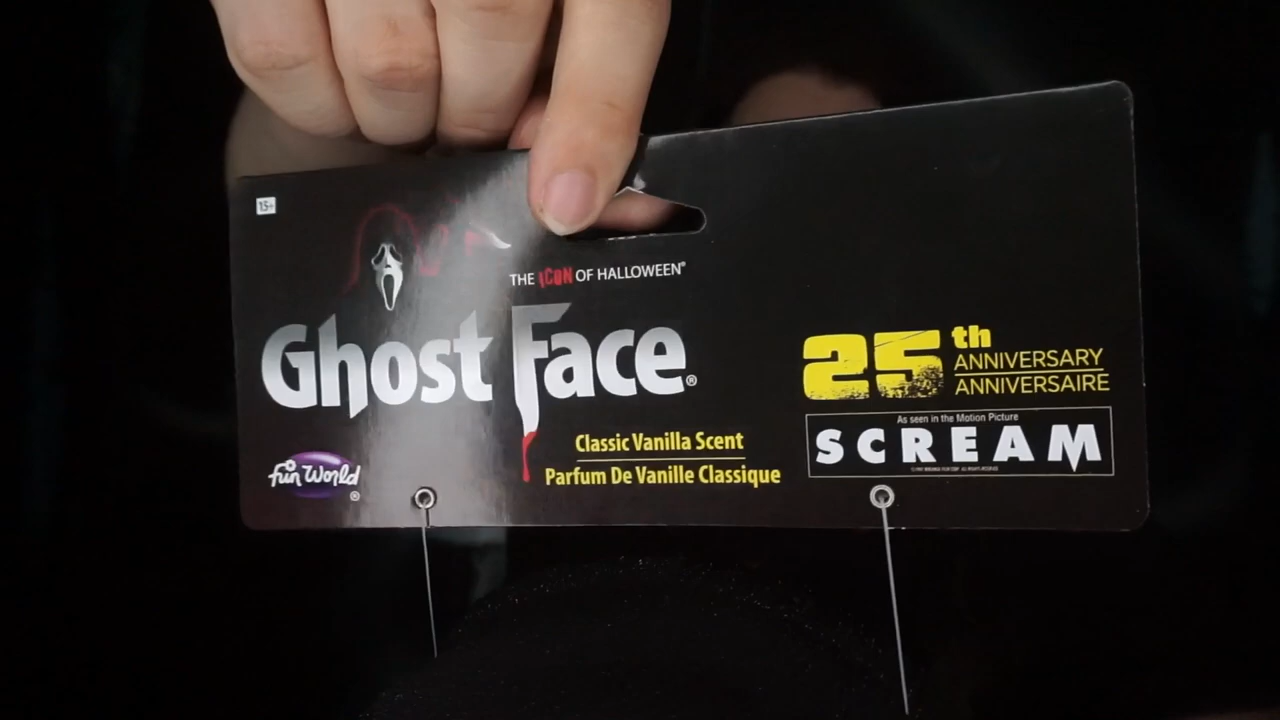 15+
THE ICON OF HALLOWEEN®
Ghost Face®
25th
ANNIVERSARY
ANNIVERSAIRE
Classic Vanilla Scent
Parfum De Vanille Classique
As seen in the Motion Picture
SCREAM
fun World®